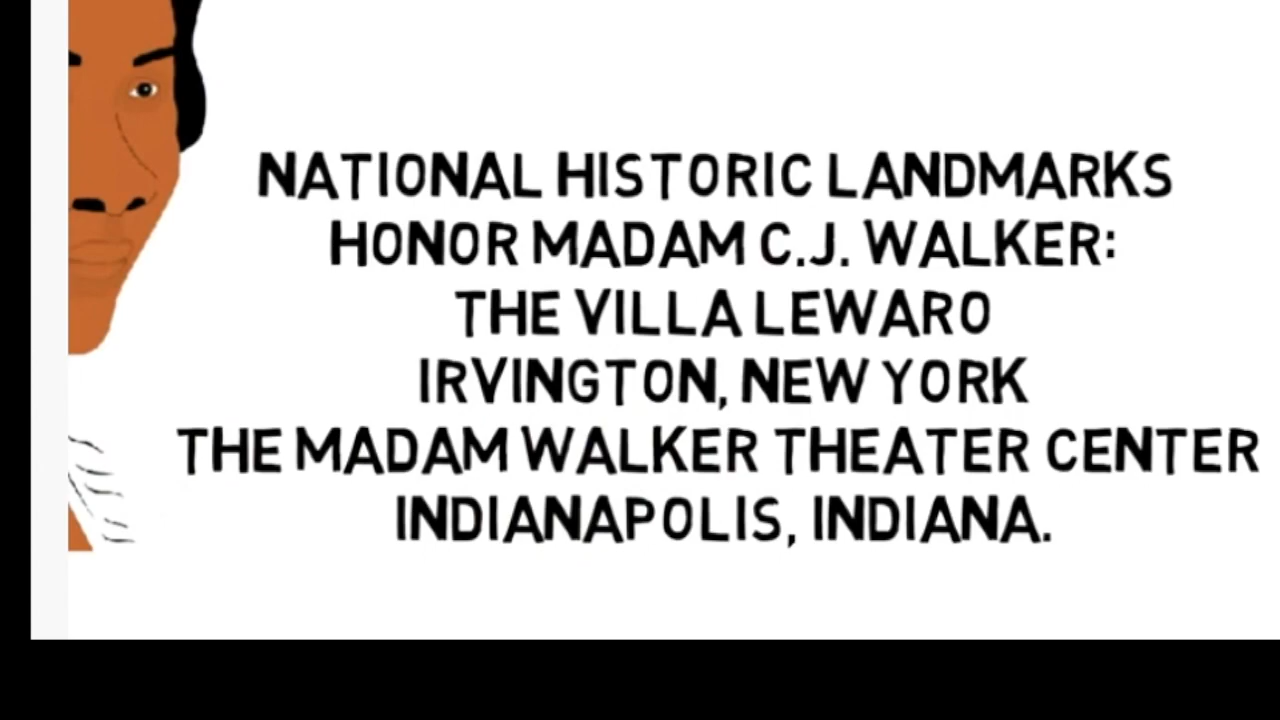 NATIONAL HISTORIC LANDMARKS
HONOR MADAM C.J. WALKER:
THE VILLA LEWARO
IRVINGTON, NEW YORK
THE MADAM WALKER THEATER CENTER
INDIANAPOLIS, INDIANA.